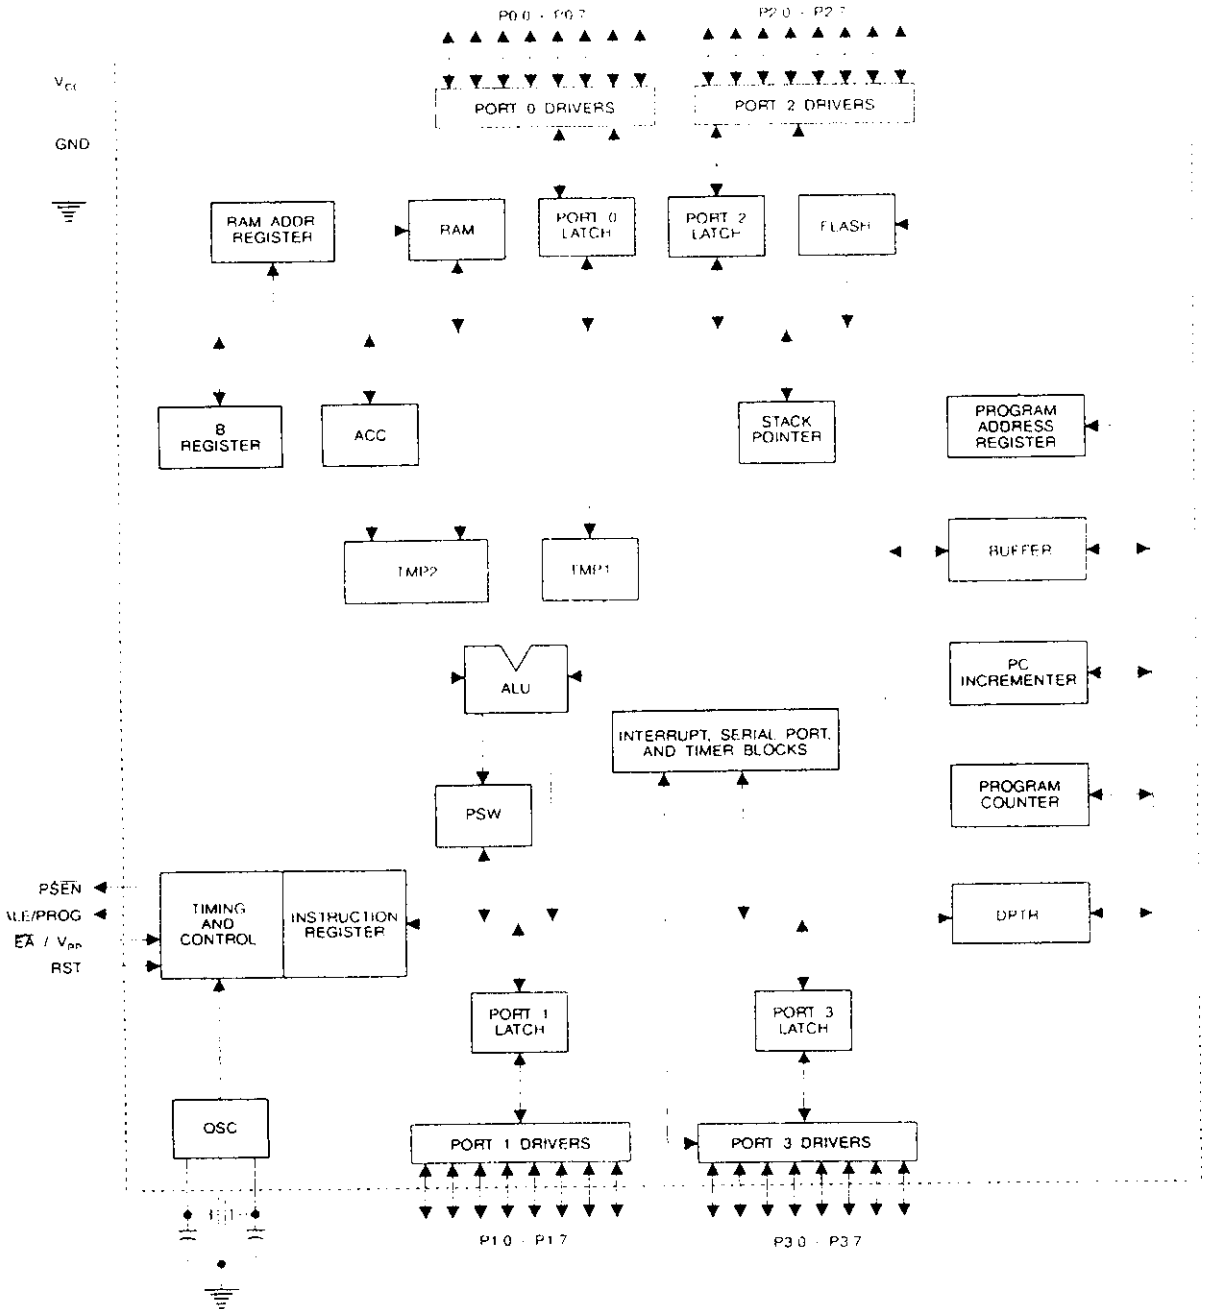 P0.0 - P0.7
P2.0 - P2.7
VCC
PORT 0 DRIVERS
PORT 2 DRIVERS
GND
RAM ADDR
REGISTER
RAM
PORT 0
LATCH
PORT 2
LATCH
FLASH
B
REGISTER
ACC
STACK
POINTER
PROGRAM
ADDRESS
REGISTER
BUFFER
TMP2
TMP1
ALU
PC
INCREMENTER
INTERRUPT, SERIAL PORT,
AND TIMER BLOCKS
PROGRAM
COUNTER
PSW
PSEN
ALE/PROG
EA / VPP
RST
TIMING
AND
CONTROL
INSTRUCTION
REGISTER
DPTR
PORT 1
LATCH
PORT 3
LATCH
OSC
PORT 1 DRIVERS
PORT 3 DRIVERS
P1.0 - P1.7
P3.0 - P3.7